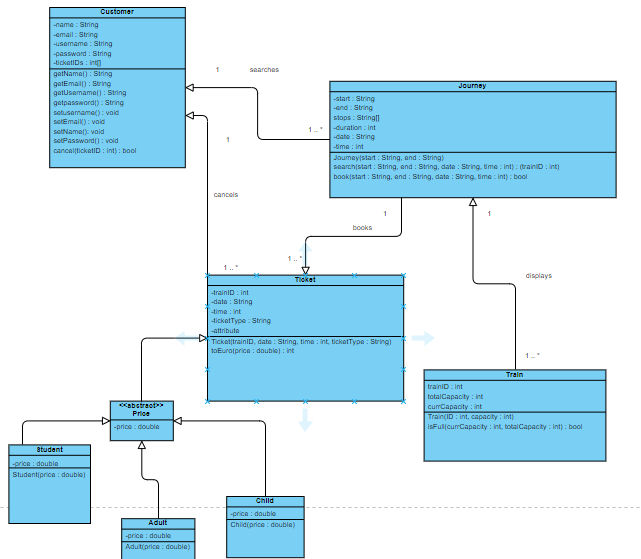 Customer
-name : String
-email : String
-username : String
-password : String
-ticketIDs : int[]
getName() : String
getEmail() : String
getUsername() : String
getpassword() : String
setusername() : void
setEmail() : void
setName(): void
setPassword() : void
cancel(ticketID : int) : bool
1
searches
1 .. *
Journey
-start : String
-end : String
stops : String[]
-duration : int
-date : String
-time : int
Journey(start : String, end : String)
search(start : String, end : String, date : String, time : int) : (trainID : int)
book(start : String, end : String, date : String, time : int) : bool
1
cancels
1 .. *
1
books
1 .. *
1
displays
1 .. *
Ticket
-trainID : int
-date : String
-time : int
-ticketType : String
-attribute
Ticket(trainID, date : String, time : int, ticketType : String)
toEuro(price : double) : int
Train
trainID : int
totalCapacity : int
currCapacity : int
Train(ID : int, capacity : int)
isFull(currCapacity : int, totalCapacity : int) : bool
<<abstract>>
Price
-price : double
Student
-price : double
Student(price : double)
Adult
-price : double
Adult(price : double)
Child
-price : double
Child(price : double)